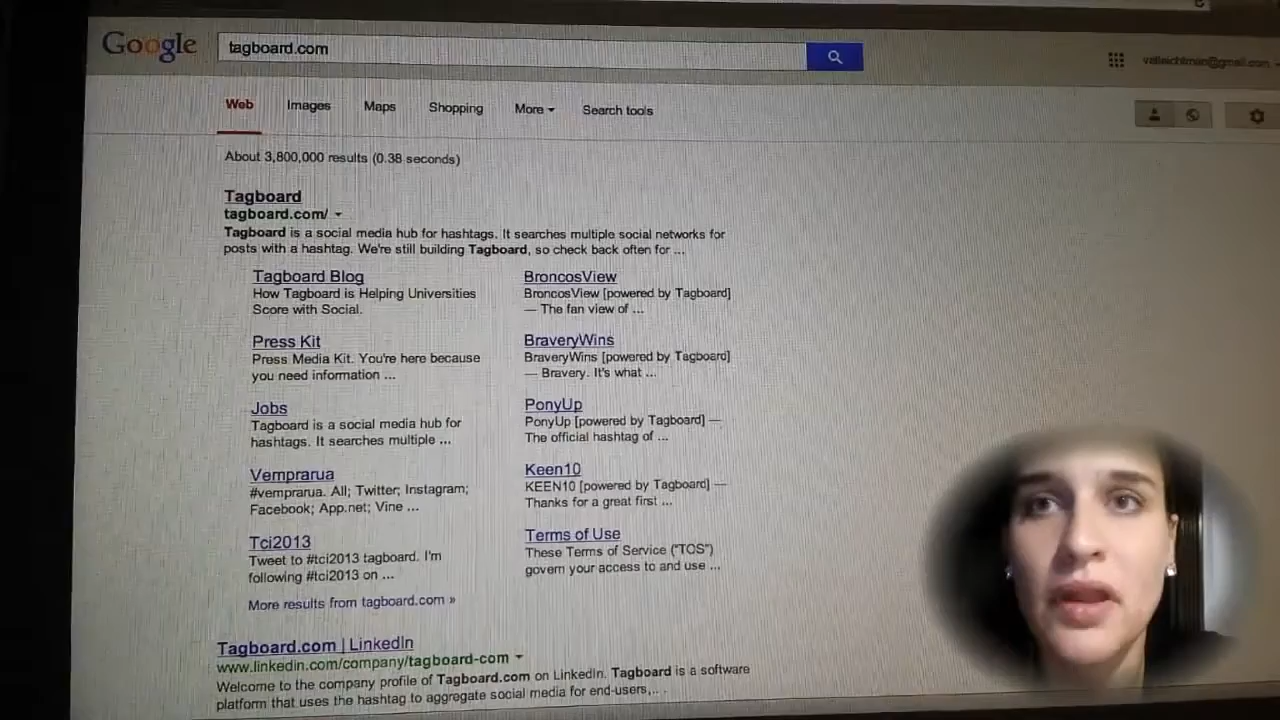 Google
tagboard.com
Web Images Maps Shopping More Search tools
About 3,800,000 results (0.38 seconds)
Tagboard
tagboard.com/
Tagboard is a social media hub for hashtags. It searches multiple social networks for
posts with a hashtag. We're still building Tagboard, so check back often for ...
Tagboard Blog
How Tagboard is Helping Universities
Score with Social.
Press Kit
Press Media Kit. You're here because
you need information ...
Jobs
Tagboard is a social media hub for
hashtags. It searches multiple ...
Vemprarua
#vemprarua. All; Twitter; Instagram;
Facebook; App.net; Vine ...
Tci2013
Tweet to #tci2013 tagboard. I'm
following #tci2013 on ...
BroncosView
BroncosView [powered by Tagboard]
— The fan view of ...
BraveryWins
BraveryWins [powered by Tagboard]
— Bravery. It's what ...
PonyUp
PonyUp [powered by Tagboard] —
The official hashtag of ...
Keen10
KEEN10 [powered by Tagboard] —
Thanks for a great first ...
Terms of Use
These Terms of Service ("TOS")
govern your access to and use ...
More results from tagboard.com »
Tagboard.com | LinkedIn
www.linkedin.com/company/tagboard-com
Welcome to the company profile of Tagboard.com on LinkedIn. Tagboard is a software
platform that uses the hashtag to aggregate social media for end-users,...